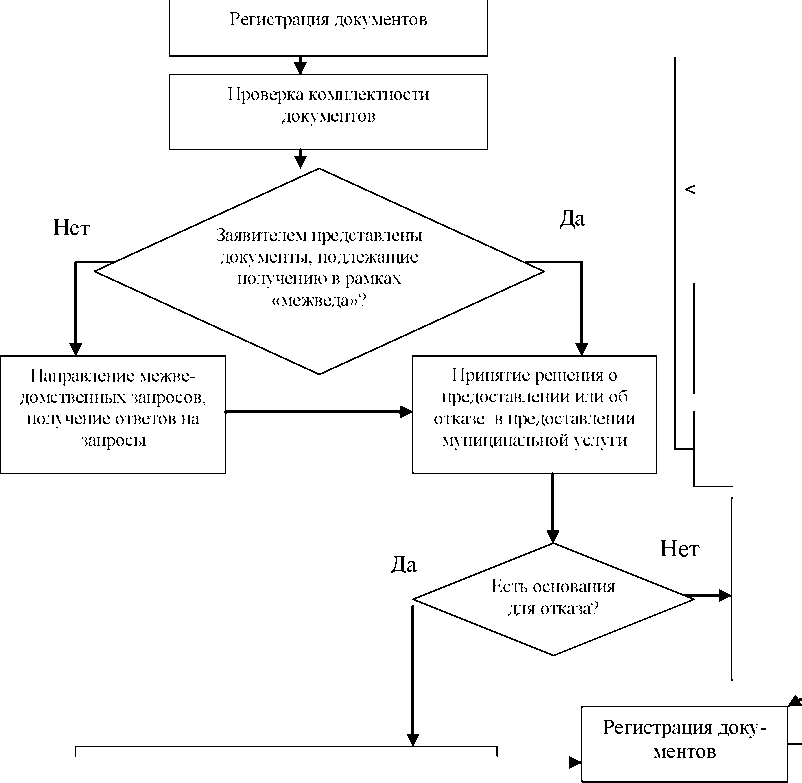 Регистрация документов
Проверка комплектности
документов
Нет
Да
Заявителем представлены
документы, подлежащие
получению в рамках
«межведа»?
Направление межве-
домственных запросов,
получение ответов на
запросы
Принятие решения о
предоставлении или об
отказе в предоставлении
муниципальной услуги
<
Да
Нет
Есть основания
для отказа?
Регистрация доку-
ментов